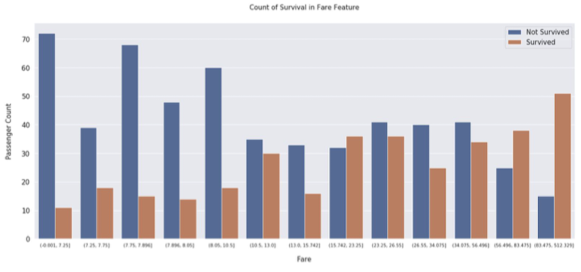 Count of Survival in Fare Feature
Not Survived
Survived
Passenger Count
70
60
50
40
30
20
10
0
(-0.001, 7.25] (7.25, 7.75] (7.75, 7.896] (7.896, 8.05] (8.05, 10.5] (10.5, 13.0] (13.0, 15.742] (15.742, 23.25] (23.25, 26.55] (26.55, 34.075] (34.075, 56.496] (56.496, 83.475] (83.475, 512.329]
Fare